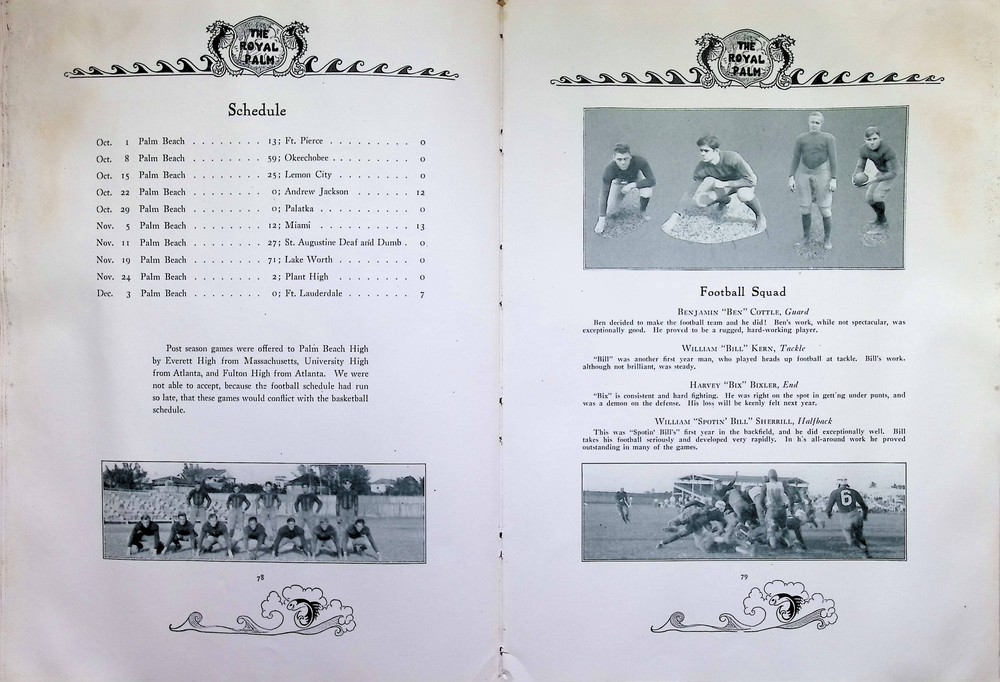 THE
ROYAL
PALM
Schedule
Oct. 1 Palm Beach . . . . . . . . 13; Ft. Pierce . . . . . . . . . 0
Oct. 8 Palm Beach . . . . . . . . 59; Okeechobee . . . . . . . . 0
Oct. 15 Palm Beach . . . . . . . . 25; Lemon City . . . . . . . . 0
Oct. 22 Palm Beach . . . . . . . . 0; Andrew Jackson . . . . . . 12
Oct. 29 Palm Beach . . . . . . . . 0; Palatka . . . . . . . . . . 0
Nov. 5 Palm Beach . . . . . . . . 12; Miami . . . . . . . . . . 13
Nov. 11 Palm Beach . . . . . . . . 27; St. Augustine Deaf and Dumb . 0
Nov. 19 Palm Beach . . . . . . . . 71; Lake Worth . . . . . . . . 0
Nov. 24 Palm Beach . . . . . . . . 2; Plant High . . . . . . . . 0
Dec. 3 Palm Beach . . . . . . . . 0; Ft. Lauderdale . . . . . . . 7
Post season games were offered to Palm Beach High
by Everett High from Massachusetts, University High
from Atlanta, and Fulton High from Atlanta. We were
not able to accept, because the football schedule had run
so late, that these games would conflict with the basketball
schedule.
78
THE
ROYAL
PALM
Football Squad
BENJAMIN "BEN" COTTLE, Guard
Ben decided to make the football team and he did! Ben's work, while not spectacular, was
exceptionally good. He proved to be a rugged, hard-working player.
WILLIAM "BILL" KERN, Tackle
"Bill" was another first year man, who played heads up football at tackle. Bill's work,
although not brilliant, was steady.
HARVEY "BIX" BIXLER, End
"Bix" is consistent and hard fighting. He was right on the spot in gett'ng under punts, and
was a demon on the defense. His loss will be keenly felt next year.
WILLIAM "SPOTIN' BILL" SHERRILL, Halfback
This was "Spotin' Bill's" first year in the backfield, and he did exceptionally well. Bill
takes his football seriously and developed very rapidly. In h's all-around work he proved
outstanding in many of the games.
6
79